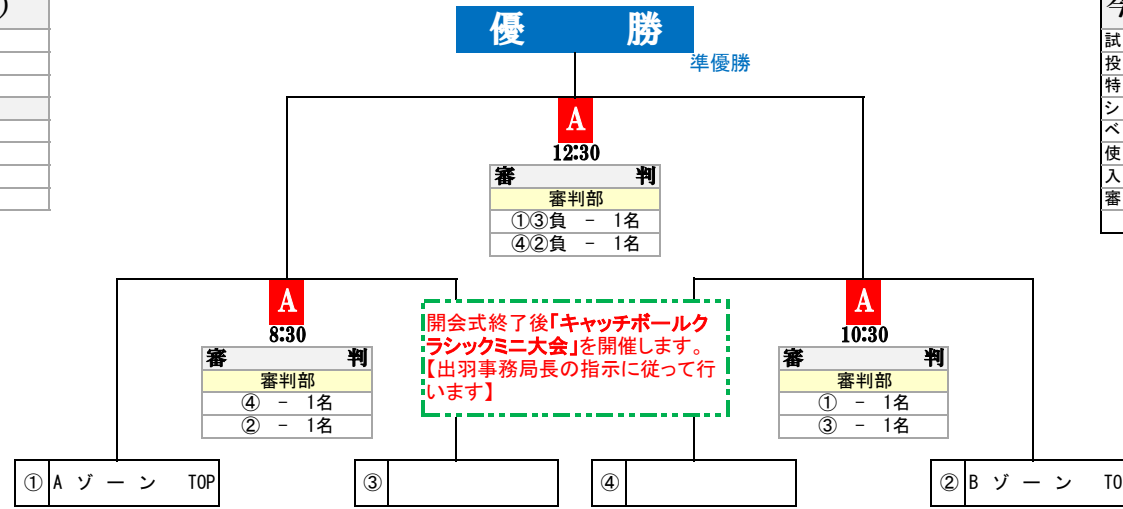 優 勝
準優勝
試
投
特
シ
ベ
使
入
審
A
12:30
審 判
審判部
①③負 － 1名
④②負 － 1名
A
8:30
審 判
審判部
④ － 1名
② － 1名
開会式終了後「キャッチボールク
ラシックミニ大会」を開催します。
【出羽事務局長の指示に従って行
います】
A
10:30
審 判
審判部
① － 1名
③ － 1名
① A ゾ ー ン TOP
③
④
② B ゾ ー ン TO